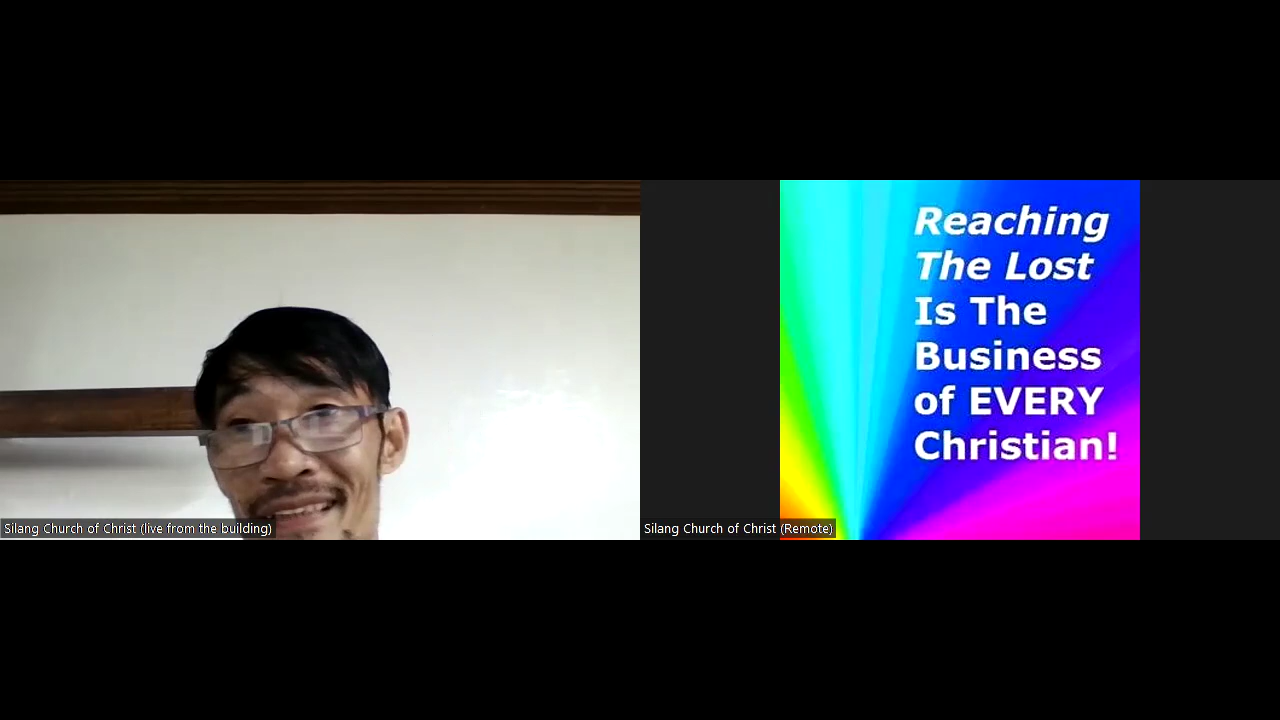 Reaching
The Lost
Is The
Business
of EVERY
Christian!
Silang Church of Christ (live from the building)
Silang Church of Christ (Remote)